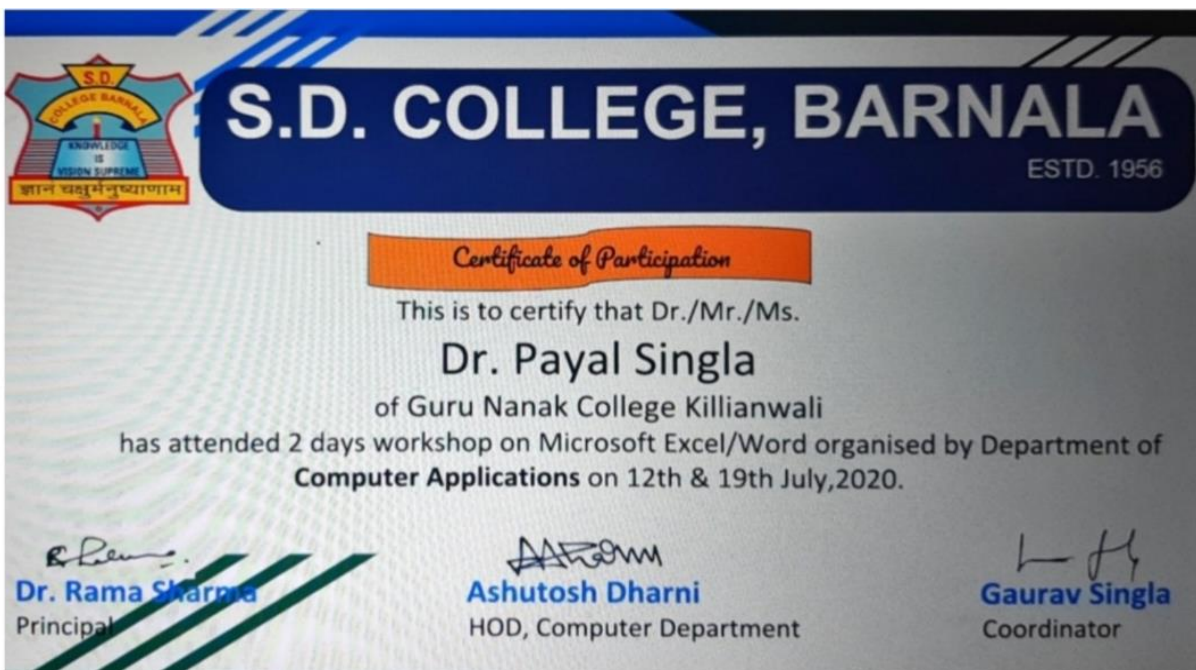 S.D.
COLLEGE BARNALA
KNOWLEDGE
IS
VISION SUPREME
ज्ञानं चक्षुर्मनुष्याणाम
S.D. COLLEGE, BARNALA
ESTD. 1956
Certificate of Participation
This is to certify that Dr./Mr./Ms.
Dr. Payal Singla
of Guru Nanak College Killianwali
has attended 2 days workshop on Microsoft Excel/Word organised by Department of
Computer Applications on 12th & 19th July,2020.
Dr. Rama Sharma
Principal
Ashutosh Dharni
HOD, Computer Department
Gaurav Singla
Coordinator